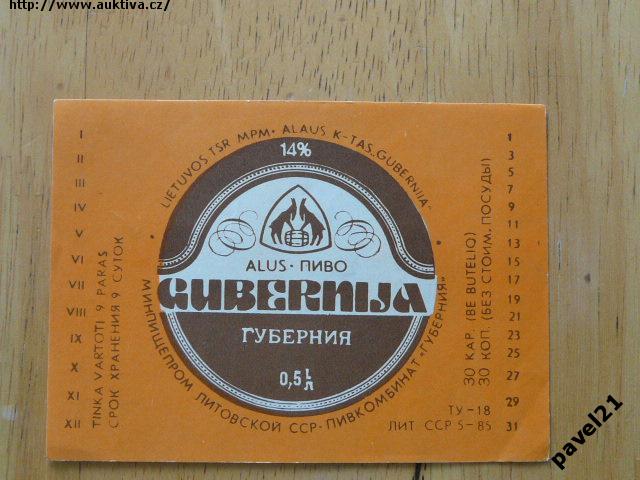 http://www.auktiva.cz/
LIETUVOS TSR MPM · ALAUS K-TAS „GUBERNIJA"
14%
ALUS · ПИВО
GUBERNIJA
ГУБЕРНИЯ
0,5 L
Л
МИНПИЩЕПРОМ ЛИТОВСКОЙ ССР · ПИВКОМБИНАТ „ГУБЕРНИЯ"
I
II
III
IV
V
VI
VII
VIII
IX
X
XI
XII
TINKA VARTOTI 9 PARAS
СРОК ХРАНЕНИЯ 9 СУТОК
30 KAP. (BE BUTELIO)
30 КОП. (БЕЗ СТОИМ. ПОСУДЫ)
ТУ-18
ЛИТ ССР 5-85
1
3
5
7
9
11
13
15
17
19
21
23
25
27
29
31
pavel21